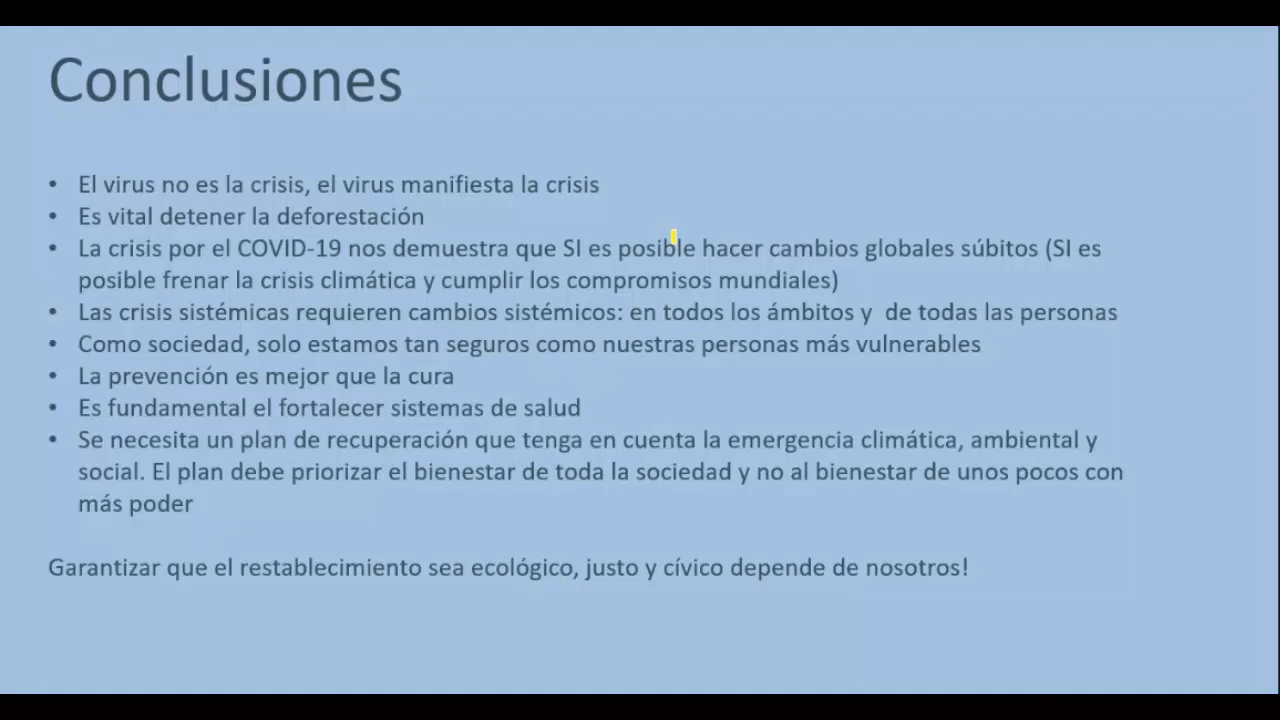 Conclusiones
• El virus no es la crisis, el virus manifiesta la crisis
• Es vital detener la deforestación
• La crisis por el COVID-19 nos demuestra que SI es posible hacer cambios globales súbitos (SI es
posible frenar la crisis climática y cumplir los compromisos mundiales)
• Las crisis sistémicas requieren cambios sistémicos: en todos los ámbitos y  de todas las personas
• Como sociedad, solo estamos tan seguros como nuestras personas más vulnerables
• La prevención es mejor que la cura
• Es fundamental el fortalecer sistemas de salud
• Se necesita un plan de recuperación que tenga en cuenta la emergencia climática, ambiental y
social. El plan debe priorizar el bienestar de toda la sociedad y no al bienestar de unos pocos con
más poder
Garantizar que el restablecimiento sea ecológico, justo y cívico depende de nosotros!